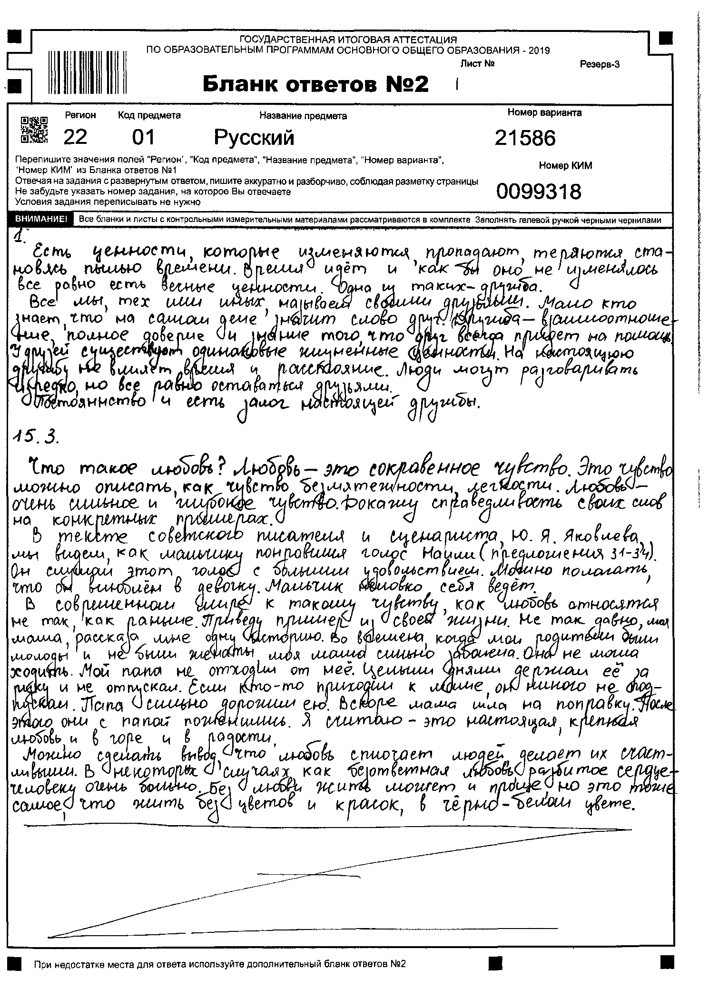 ГОСУДАРСТВЕННАЯ ИТОГОВАЯ АТТЕСТАЦИЯ
ПО ОБРАЗОВАТЕЛЬНЫМ ПРОГРАММАМ ОСНОВНОГО ОБЩЕГО ОБРАЗОВАНИЯ - 2019
Лист № Резерв-3
Бланк ответов №2 1
Регион Код предмета Название предмета Номер варианта
22 01 Русский 21586
Перепишите значения полей "Регион', "Код предмета", "Название предмета", "Номер варианта",
'Номер КИМ' из Бланка ответов №1
Номер КИМ
Отвечая на задания с развернутым ответом, пишите аккуратно и разборчиво, соблюдая разметку страницы
Не забудьте указать номер задания, на которое Вы отвечаете
0099318
Условия задания переписывать не нужно
ВНИМАНИЕ! Все бланки и листы с контрольными измерительными материалами рассматриваются в комплекте Заполнять гелевой ручкой черными чернилами
1.
Есть ценности, которые изменяются, пропадают, теряются, ста-
новясь пылью времени. Время идёт и как бы оно не изменялось
все равно есть вечные ценности. Одна из таких - дружба.
Все мы, тех или иных, называем своими друзьями. Мало кто
знает, что на самом деле значит слово друг. Дружба — взаимоотноше-
ние, полное доверие и знание того, что друг всегда придет на помощь.
У друзей существуют одинаковые жизненные ценности. На настоящюю
дружбу не влияет время и расстояние. Люди могут разговаривать
изредко, но все равно оставаться друзьями.
Постоянство и есть залог настоящей дружбы.
15.3.
Что такое любовь? Любовь — это сокравенное чувство. Это чувство
можно описать, как чувство безмятежности, легкости. Любовь —
очень сильное и глубокое чувство. Докажу справедливость своих слов
на конкретных примерах.
В тексте советского писателя и сценариста, Ю. Я. Яковлева,
мы видем, как мальчику понравился голос Наили (предложения 31-34).
Он слушал этот голос с большим удовольствием. Можно полагать,
что он влюблён в девочку. Мальчик неловко себя ведёт.
В современном мире к такому чувству, как любовь относятся
не так, как раньше. Приведу пример из своей жизни. Не так давно, моя
мама, расскаpа мне одну историю. Во времена, когда мои родители были
молоды и не были женаты, моя мама сильно заболела. Она не могла
ходить. Мой папа не отходил от неё. Целыми днями держал её за
руку и не отпускал. Если кто-то приходил к маме, он никого не под-
пускал. Папа сильно дорожил ею. Вскоре мама шла на поправку. После
этого они с папой поженились. Я считаю - это настоящая, крепкая
любовь, и в горе и в радости.
Можно сделать вывод, что любовь сплочает людей, делает их счаст-
ливыми. В некоторых случаях, как безответная любовь, разбитое сердце-
человеку очень больно. Без любви жить может и проще, но это тоже
самое, что жить без цветов и красок, в чёрно-белом цвете.
При недостатке места для ответа используйте дополнительный бланк ответов №2